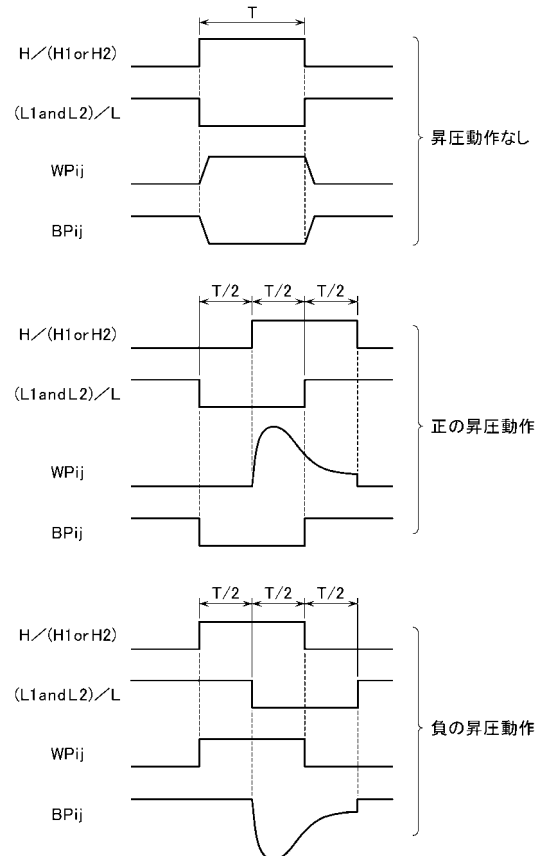 T
H／(H1orH2)
(L1andL2)／L
WPij
BPij
昇圧動作なし
T/2 T/2 T/2
H／(H1orH2)
(L1andL2)／L
WPij
BPij
正の昇圧動作
T/2 T/2 T/2
H／(H1orH2)
(L1andL2)／L
WPij
BPij
負の昇圧動作